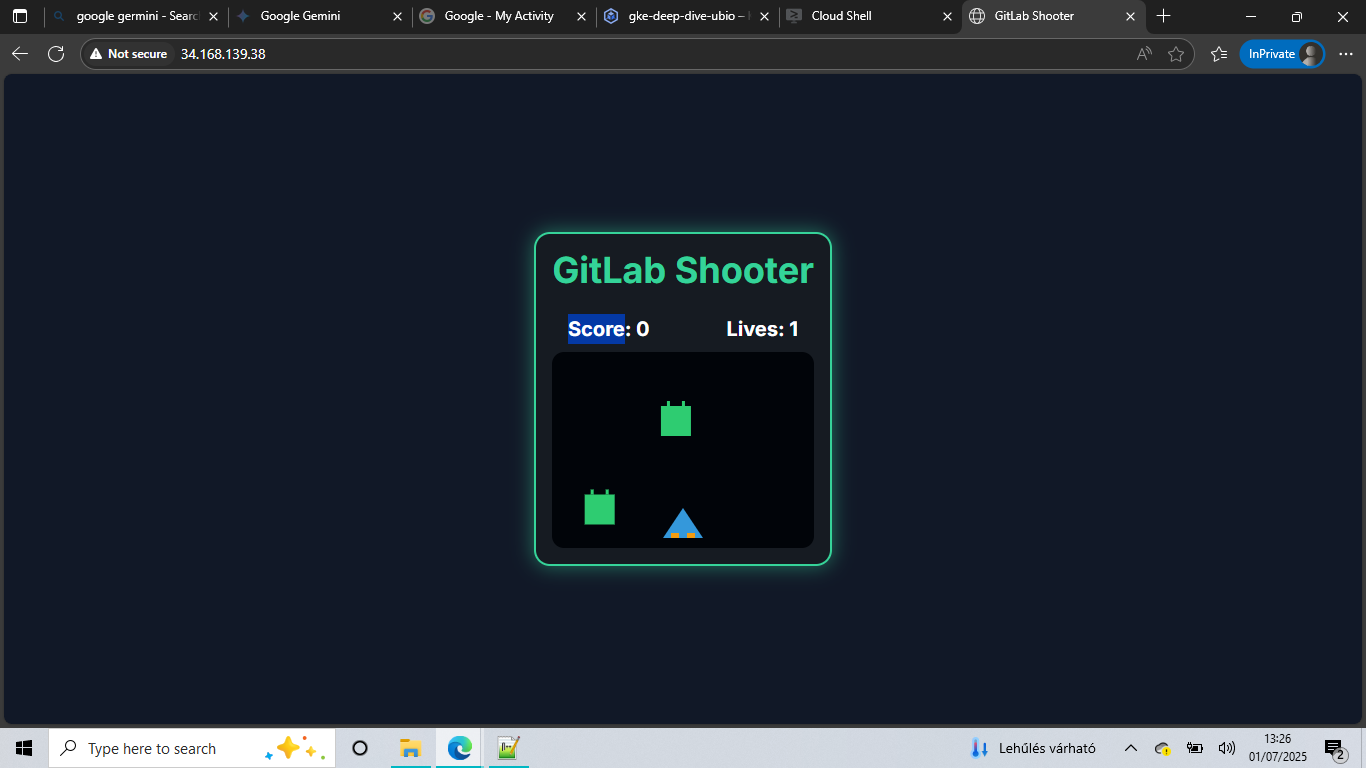 google germini - Searc
Google Gemini
Google - My Activity
gke-deep-dive-ubio –
Cloud Shell
GitLab Shooter
Not secure
34.168.139.38
InPrivate
GitLab Shooter
Score: 0
Lives: 1
Type here to search
Lehűlés várható
13:26
01/07/2025
2